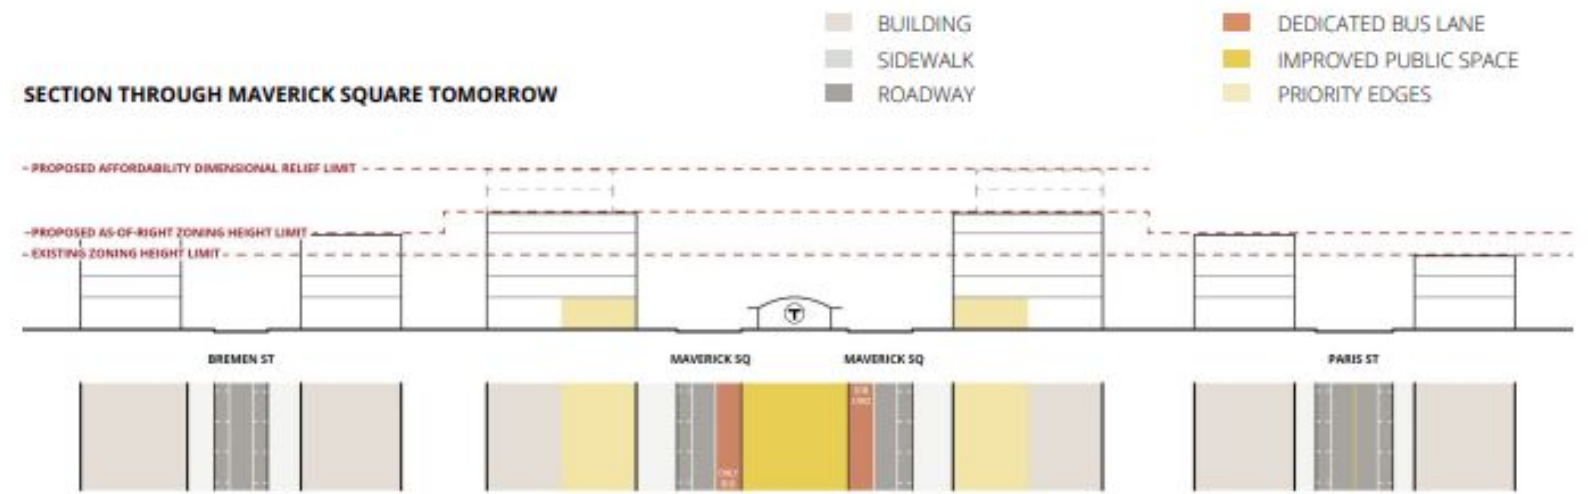 BUILDING
DEDICATED BUS LANE
SIDEWALK
IMPROVED PUBLIC SPACE
SECTION THROUGH MAVERICK SQUARE TOMORROW
ROADWAY
PRIORITY EDGES
PROPOSED AFFORDABILITY DIMENSIONAL RELIEF LIMIT
PROPOSED AS-OF-RIGHT ZONING HEIGHT LIMIT
EXISTING ZONING HEIGHT LIMIT
T
BREMEN ST
MAVERICK SQ
MAVERICK SQ
PARIS ST
ONLY
BUS